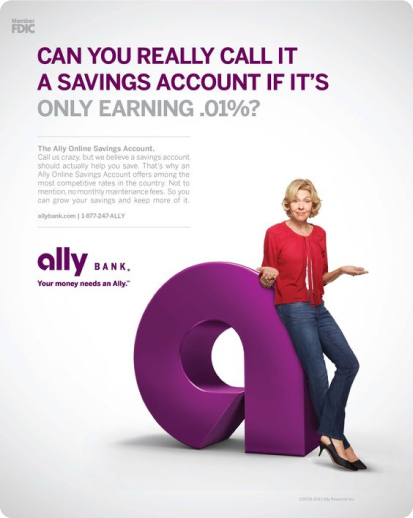 Member
FDIC
CAN YOU REALLY CALL IT
A SAVINGS ACCOUNT IF IT'S
ONLY EARNING .01%?
The Ally Online Savings Account.
Call us crazy, but we believe a savings account
should actually help you save. That's why an
Ally Online Savings Account offers among the
most competitive rates in the country. Not to
mention, no monthly maintenance fees. So you
can grow your savings and keep more of it.
allybank.com | 1-877-247-ALLY
ally BANK.
Your money needs an Ally.™
a
Ally Financial Inc.